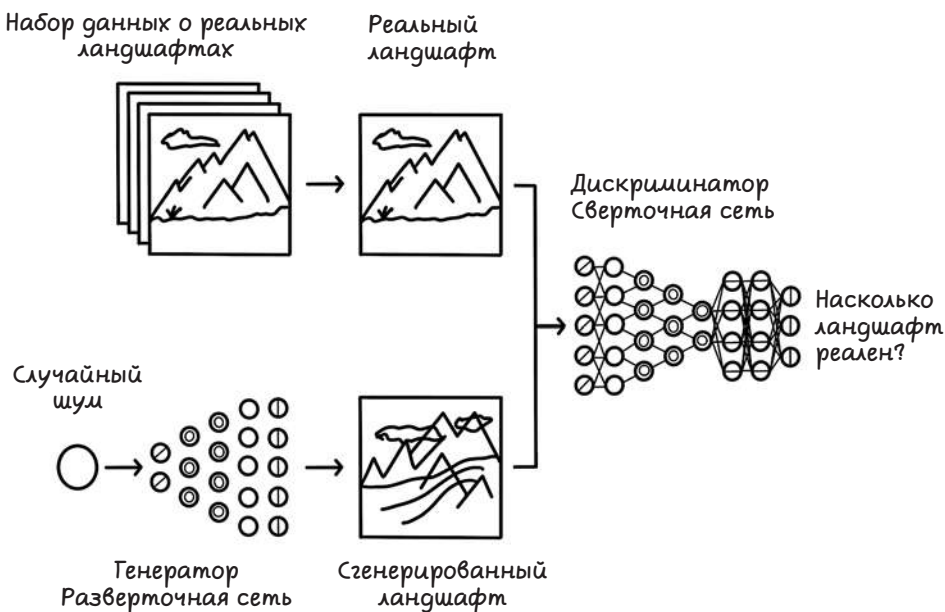 Набор данных о реальных
ландшафтах
Реальный
ландшафт
Дискриминатор
Сверточная сеть
Насколько
ландшафт
реален?
Случайный
шум
Генератор
Разверточная сеть
Сгенерированный
ландшафт